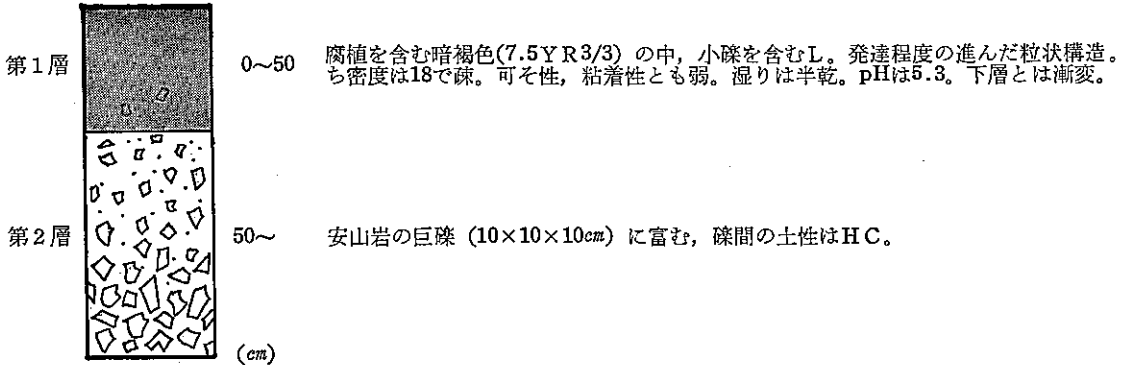 第1層
0~50
腐植を含む暗褐色(7.5YR3/3)の中,小礫を含むL。発達程度の進んだ粒状構造。
ち密度は18で疎。可そ性,粘着性とも弱。湿りは半乾。pHは5.3。下層とは漸変。
第2層
50~
安山岩の巨礫(10×10×10cm)に富む,礫間の土性はHC。
(cm)